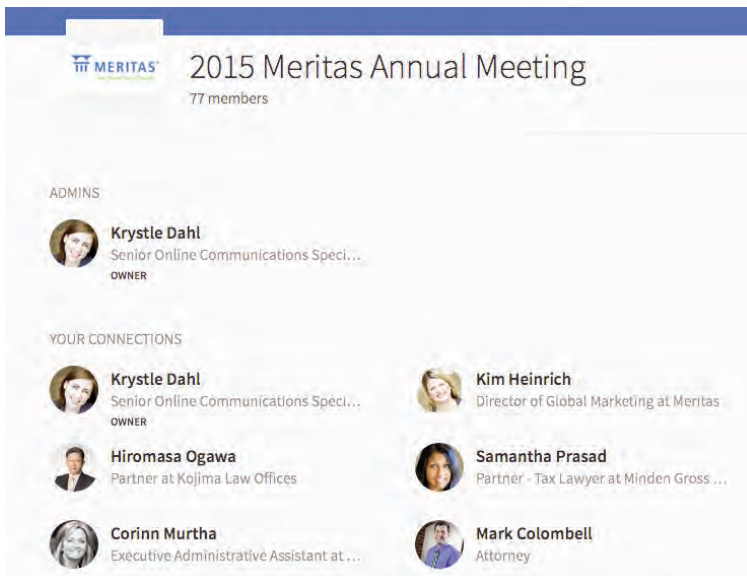 MERITAS
2015 Meritas Annual Meeting
77 members
ADMINS
Krystle Dahl
Senior Online Communications Speci...
OWNER
YOUR CONNECTIONS
Krystle Dahl
Senior Online Communications Speci...
OWNER
Kim Heinrich
Director of Global Marketing at Meritas
Hiromasa Ogawa
Partner at Kojima Law Offices
Samantha Prasad
Partner - Tax Lawyer at Minden Gross ...
Corinn Murtha
Executive Administrative Assistant at ...
Mark Colombell
Attorney